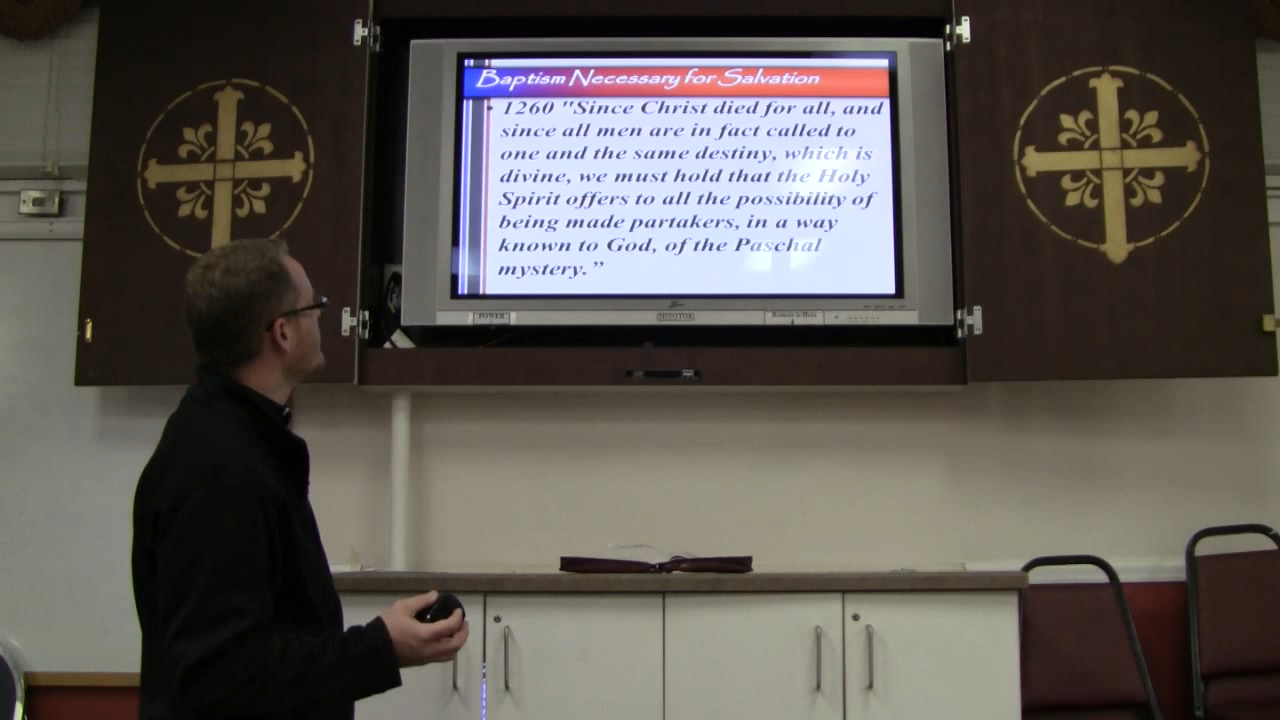 Baptism Necessary for Salvation
• 1260 "Since Christ died for all, and
since all men are in fact called to
one and the same destiny, which is
divine, we must hold that the Holy
Spirit offers to all the possibility of
being made partakers, in a way
known to God, of the Paschal
mystery.”
POWER
MONITOR
Remote is Here